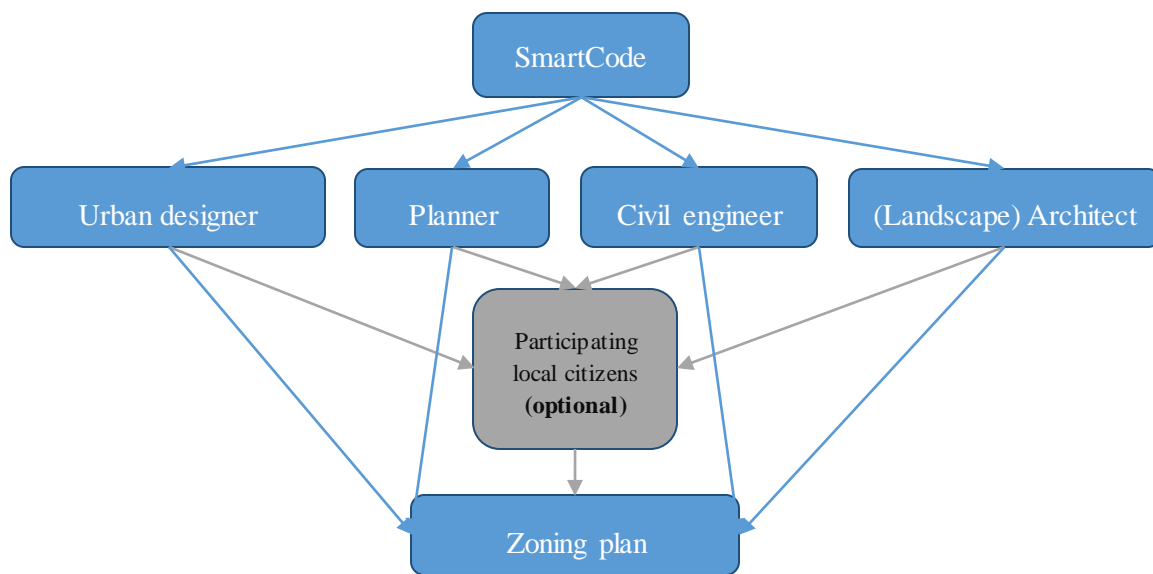 SmartCode
Urban designer
Planner
Civil engineer
(Landscape) Architect
Participating
local citizens
(optional)
Zoning plan